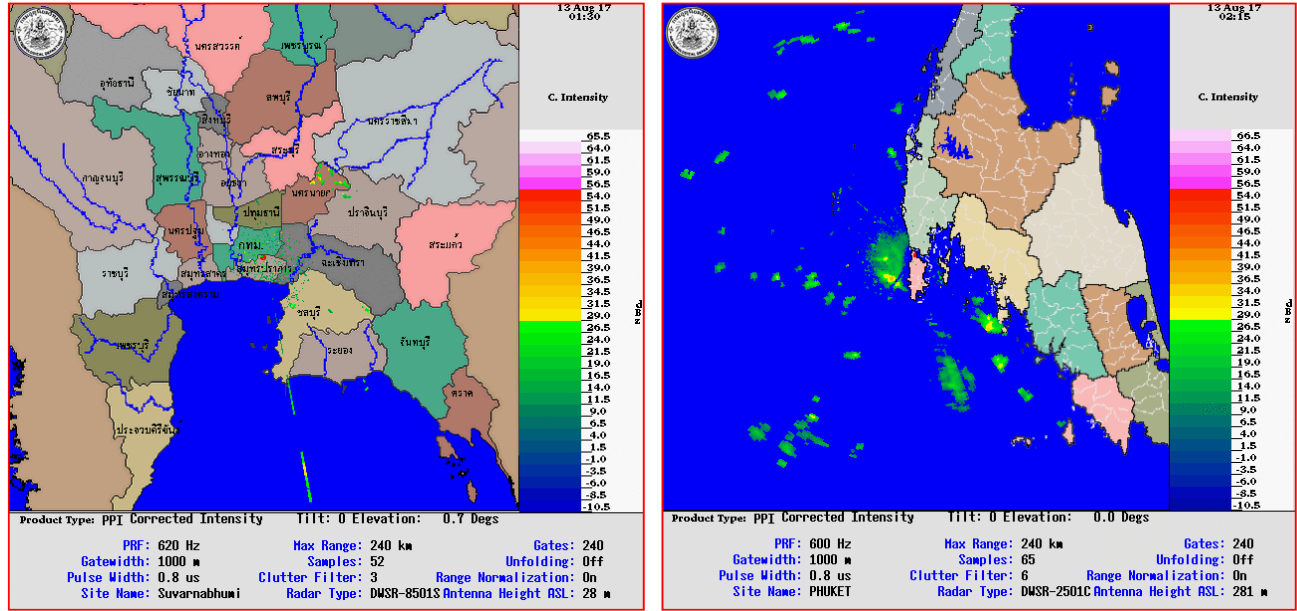 13 Aug 17
01:30
C. Intensity
65.5
64.0
61.5
59.0
56.5
54.0
51.5
49.0
46.5
44.0
41.5
39.0
36.5
34.0
31.5
29.0
26.5
24.0
21.5
19.0
16.5
14.0
11.5
9.0
6.5
4.0
1.5
-1.0
-3.5
-6.0
-8.5
-10.5
dBz
นครสวรรค์
เพชรบูรณ์
อุทัยธานี
ชัยนาท
ลพบุรี
สิงห์บุรี
นครราชสีมา
อ่างทอง
สระบุรี
กาญจนบุรี
สุพรรณบุรี
อยุธยา
นครนายก
ปทุมธานี
ปราจีนบุรี
นครปฐม
กทม.
สระแก้ว
ราชบุรี
สมุทรสาคร
สมุทรปราการ
ฉะเชิงเทรา
สมุทรสงคราม
ชลบุรี
เพชรบุรี
ระยอง
จันทบุรี
ตราด
ประจวบคีรีขันธ์
Product Type: PPI Corrected Intensity Tilt: 0 Elevation: 0.7 Degs
PRF: 620 Hz Max Range: 240 km Gates: 240
Gatewidth: 1000 m Samples: 52 Unfolding: Off
Pulse Width: 0.8 us Clutter Filter: 3 Range Normalization: On
Site Name: Suvarnabhumi Radar Type: DWSR-8501S Antenna Height ASL: 28 m
13 Aug 17
02:15
C. Intensity
66.5
64.0
61.5
59.0
56.5
54.0
51.5
49.0
46.5
44.0
41.5
39.0
36.5
34.0
31.5
29.0
26.5
24.0
21.5
19.0
16.5
14.0
11.5
9.0
6.5
4.0
1.5
-1.0
-3.5
-6.0
-8.5
-10.5
dBz
Product Type: PPI Corrected Intensity Tilt: 0 Elevation: 0.0 Degs
PRF: 600 Hz Max Range: 240 km Gates: 240
Gatewidth: 1000 m Samples: 65 Unfolding: Off
Pulse Width: 0.8 us Clutter Filter: 6 Range Normalization: On
Site Name: PHUKET Radar Type: DWSR-2501C Antenna Height ASL: 281 m